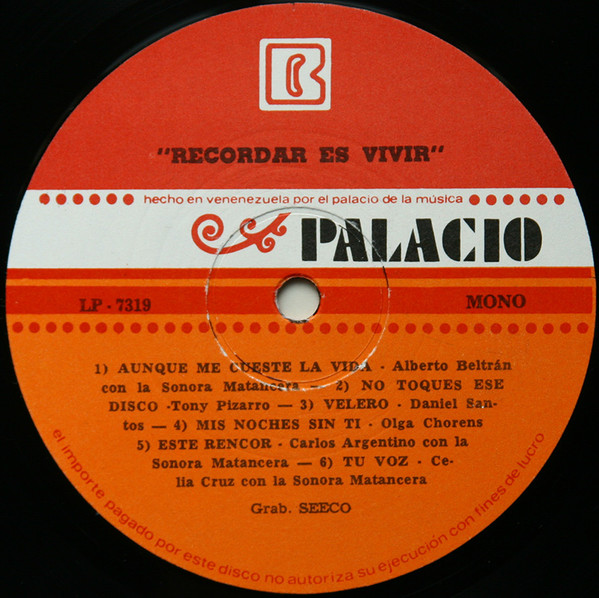 B
"RECORDAR ES VIVIR"
hecho en venenezuela por el palacio de la música
PALACIO
LP - 7319 MONO
1) AUNQUE ME CUESTE LA VIDA - Alberto Beltrán
con la Sonora Matancera — 2) NO TOQUES ESE
DISCO -Tony Pizarro — 3) VELERO - Daniel San-
tos — 4) MIS NOCHES SIN TI - Olga Chorens
5) ESTE RENCOR - Carlos Argentino con la
Sonora Matancera — 6) TU VOZ - Ce-
lia Cruz con la Sonora Matancera
Grab. SEECO
el importe pagado por este disco no autoriza su ejecución con fines de lucro